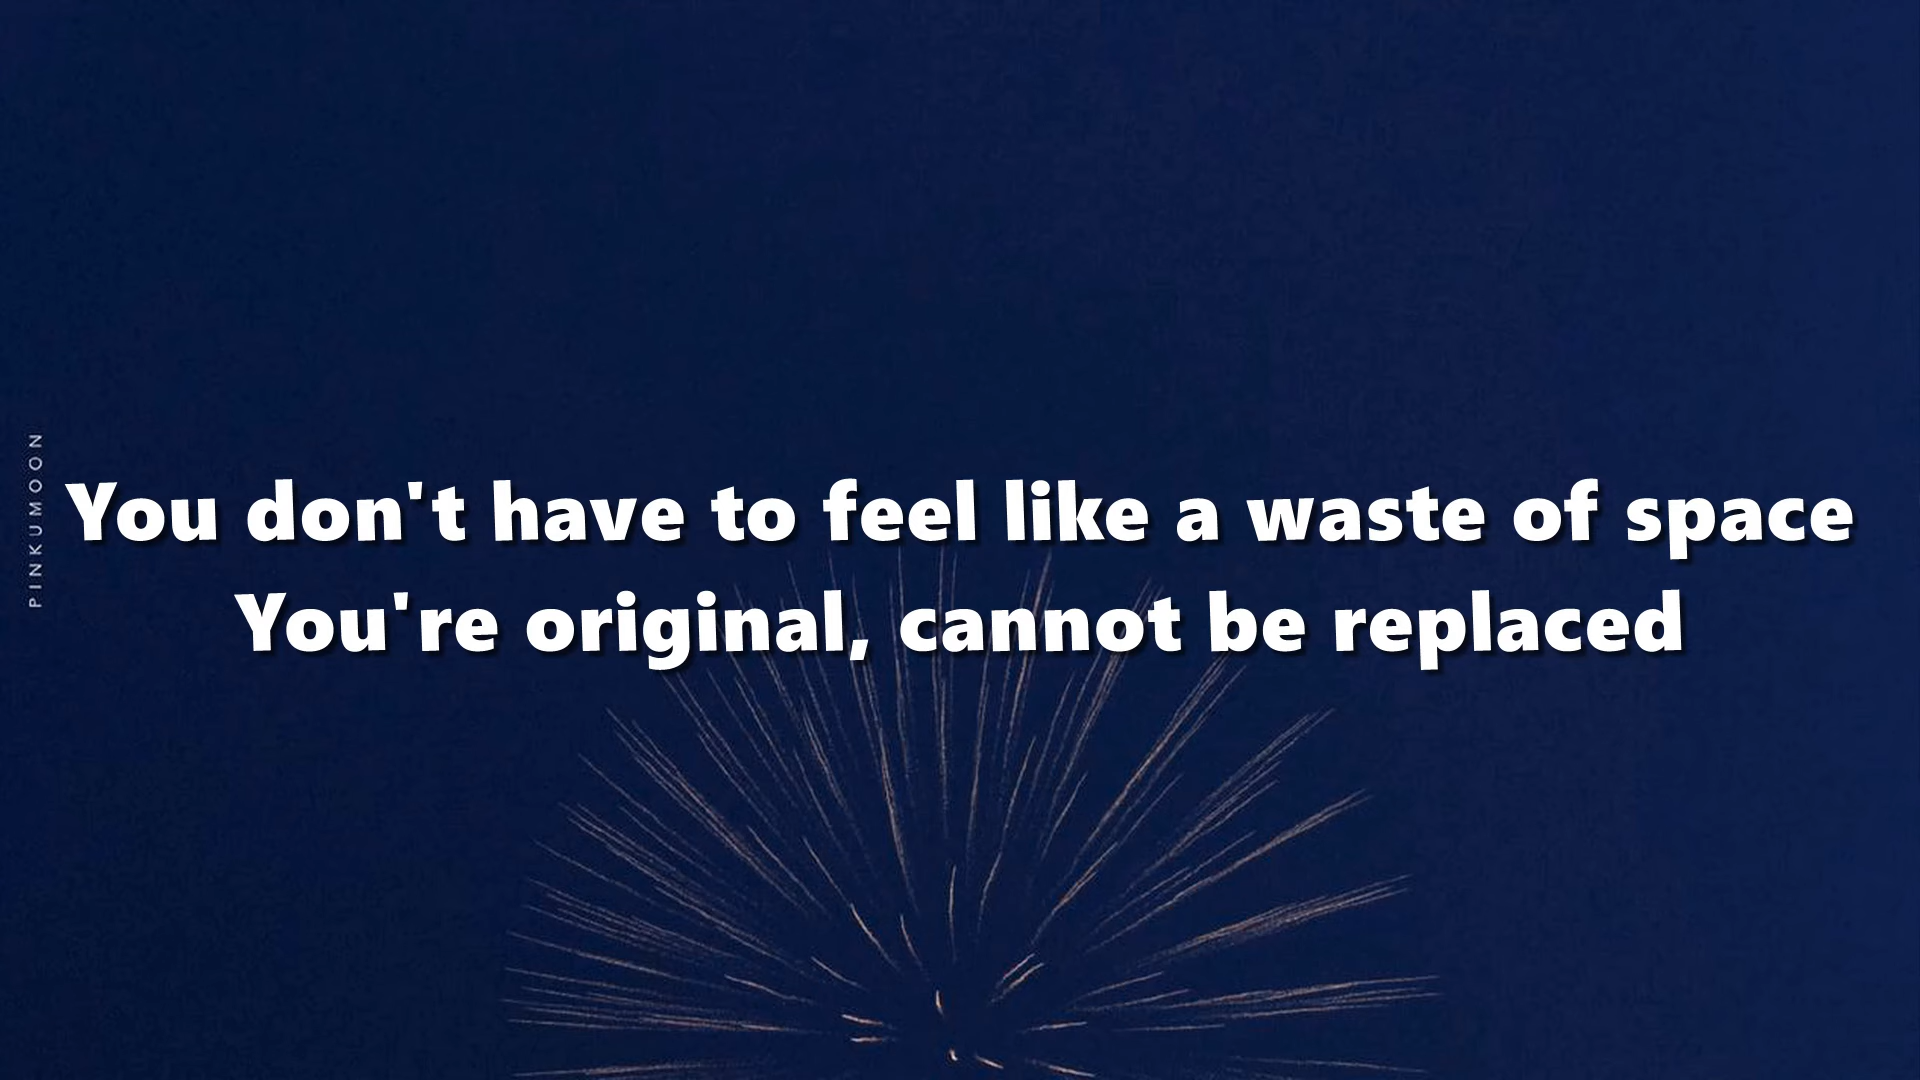 PINKUMOON
You don't have to feel like a waste of space
You're original, cannot be replaced